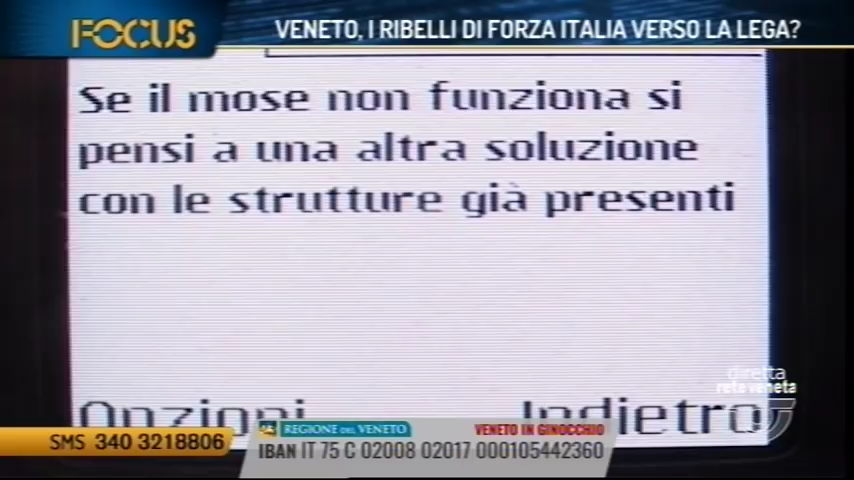 FOCUS
VENETO, I RIBELLI DI FORZA ITALIA VERSO LA LEGA?
Se il mose non funziona si
pensi a una altra soluzione
con le strutture già presenti
diretta
rete veneta
Opzioni
Indietro
SMS 340 3218806
REGIONE DEL VENETO
VENETO IN GINOCCHIO
IBAN IT 75 C 02008 02017 000105442360